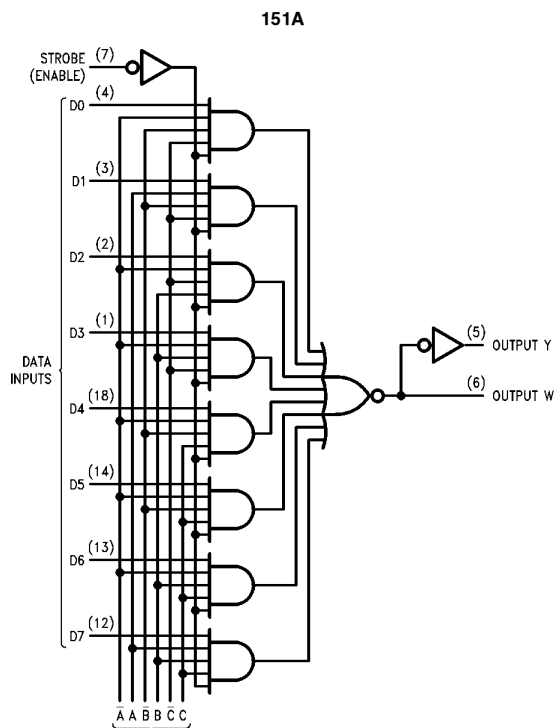 151A
STROBE (7)
(ENABLE)
D0 (4)
D1 (3)
D2 (2)
D3 (1)
DATA
INPUTS
D4 (18)
D5 (14)
D6 (13)
D7 (12)
(5) OUTPUT Y
(6) OUTPUT W
A̅ A B̅ B C̅ C